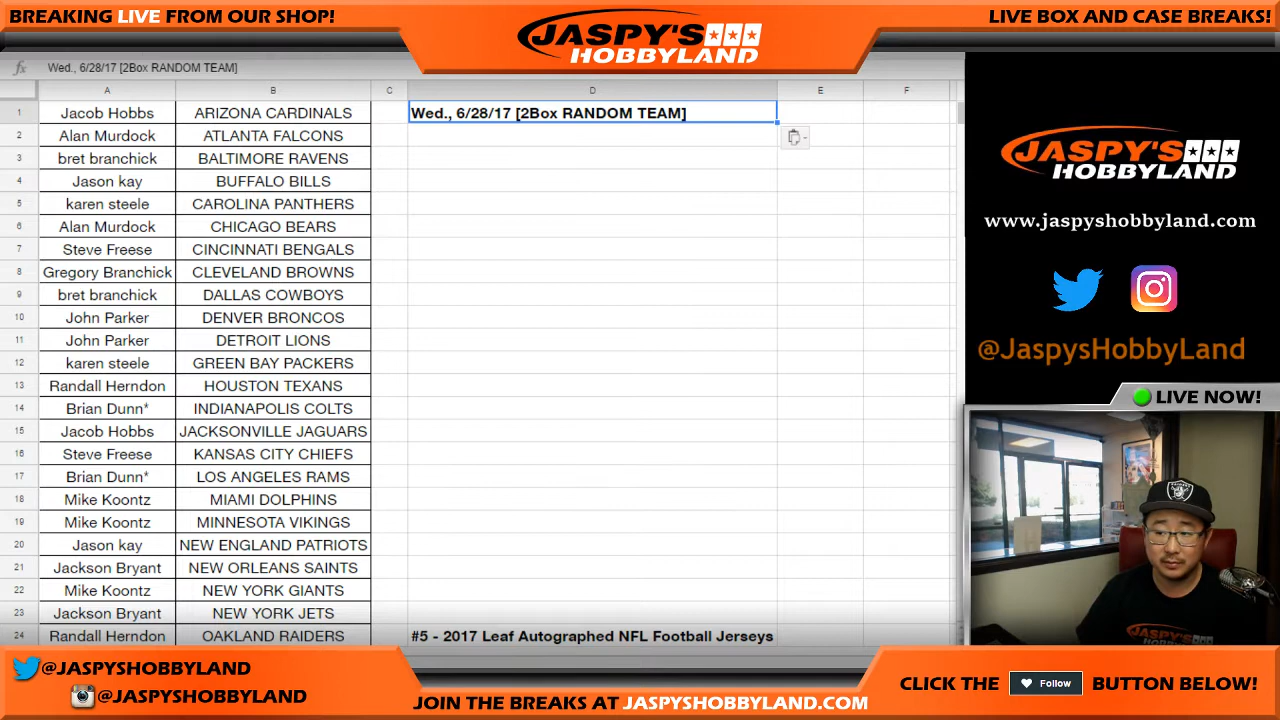 BREAKING LIVE FROM OUR SHOP!
JASPY'S
HOBBYLAND
LIVE BOX AND CASE BREAKS!
fx Wed., 6/28/17 [2Box RANDOM TEAM]
A B C D E F
1 Jacob Hobbs ARIZONA CARDINALS Wed., 6/28/17 [2Box RANDOM TEAM]
2 Alan Murdock ATLANTA FALCONS
3 bret branchick BALTIMORE RAVENS
4 Jason kay BUFFALO BILLS
5 karen steele CAROLINA PANTHERS
6 Alan Murdock CHICAGO BEARS
7 Steve Freese CINCINNATI BENGALS
8 Gregory Branchick CLEVELAND BROWNS
9 bret branchick DALLAS COWBOYS
10 John Parker DENVER BRONCOS
11 John Parker DETROIT LIONS
12 karen steele GREEN BAY PACKERS
13 Randall Herndon HOUSTON TEXANS
14 Brian Dunn* INDIANAPOLIS COLTS
15 Jacob Hobbs JACKSONVILLE JAGUARS
16 Steve Freese KANSAS CITY CHIEFS
17 Brian Dunn* LOS ANGELES RAMS
18 Mike Koontz MIAMI DOLPHINS
19 Mike Koontz MINNESOTA VIKINGS
20 Jason kay NEW ENGLAND PATRIOTS
21 Jackson Bryant NEW ORLEANS SAINTS
22 Mike Koontz NEW YORK GIANTS
23 Jackson Bryant NEW YORK JETS
24 Randall Herndon OAKLAND RAIDERS #5 - 2017 Leaf Autographed NFL Football Jerseys
JASPY'S
HOBBYLAND
www.jaspyshobbyland.com
@JaspysHobbyLand
LIVE NOW!
@JASPYSHOBBYLAND
@JASPYSHOBBYLAND
JOIN THE BREAKS AT JASPYSHOBBYLAND.COM
CLICK THE Follow BUTTON BELOW!